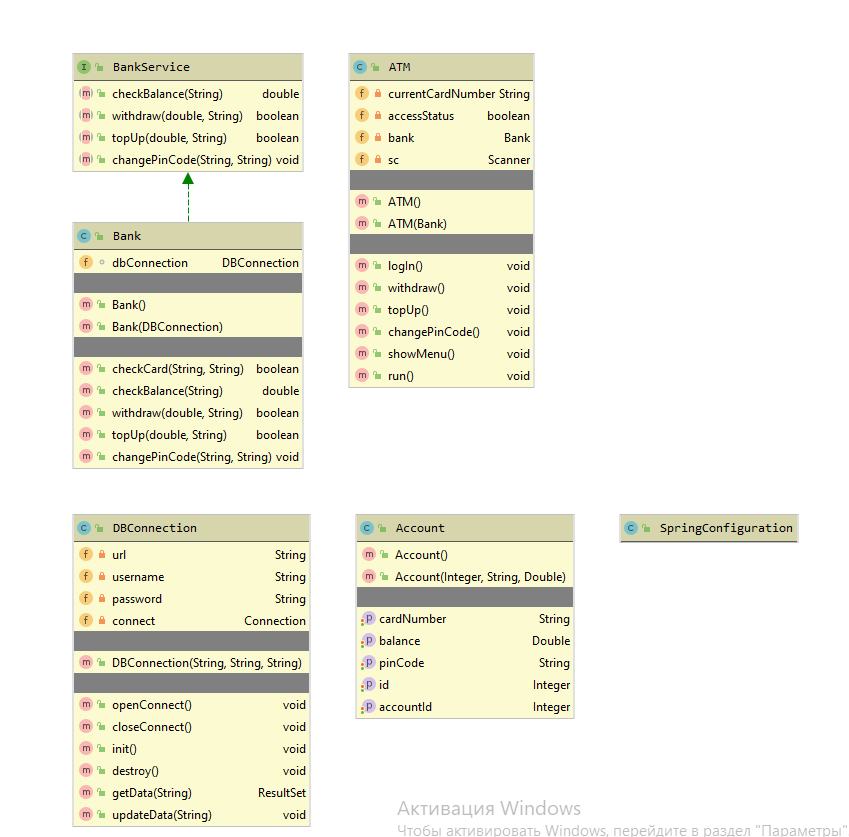 BankService
checkBalance(String) double
withdraw(double, String) boolean
topUp(double, String) boolean
changePinCode(String, String) void
Bank
dbConnection DBConnection
Bank()
Bank(DBConnection)
checkCard(String, String) boolean
checkBalance(String) double
withdraw(double, String) boolean
topUp(double, String) boolean
changePinCode(String, String) void
ATM
currentCardNumber String
accessStatus boolean
bank Bank
sc Scanner
ATM()
ATM(Bank)
logIn() void
withdraw() void
topUp() void
changePinCode() void
showMenu() void
run() void
DBConnection
url String
username String
password String
connect Connection
DBConnection(String, String, String)
openConnect() void
closeConnect() void
init() void
destroy() void
getData(String) ResultSet
updateData(String) void
Account
Account()
Account(Integer, String, Double)
cardNumber String
balance Double
pinCode String
id Integer
accountId Integer
SpringConfiguration
Активация Windows
Чтобы активировать Windows, перейдите в раздел "Параметры"